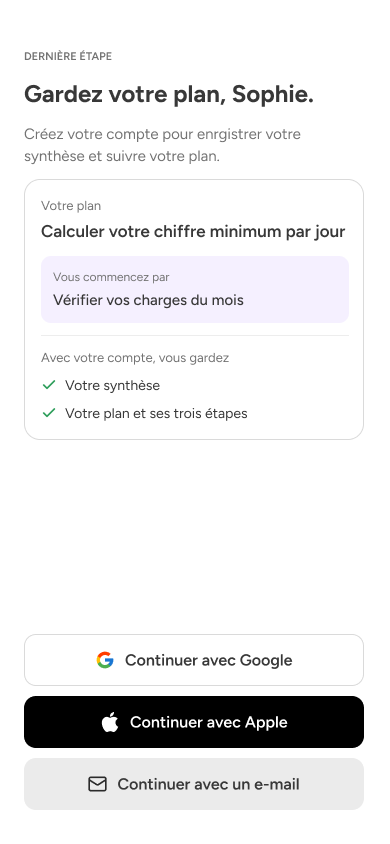 DERNIÈRE ÉTAPE
Gardez votre plan, Sophie.
Créez votre compte pour enrgistrer votre
synthèse et suivre votre plan.
Votre plan
Calculer votre chiffre minimum par jour
Vous commencez par
Vérifier vos charges du mois
Avec votre compte, vous gardez
Votre synthèse
Votre plan et ses trois étapes
Continuer avec Google
Continuer avec Apple
Continuer avec un e-mail